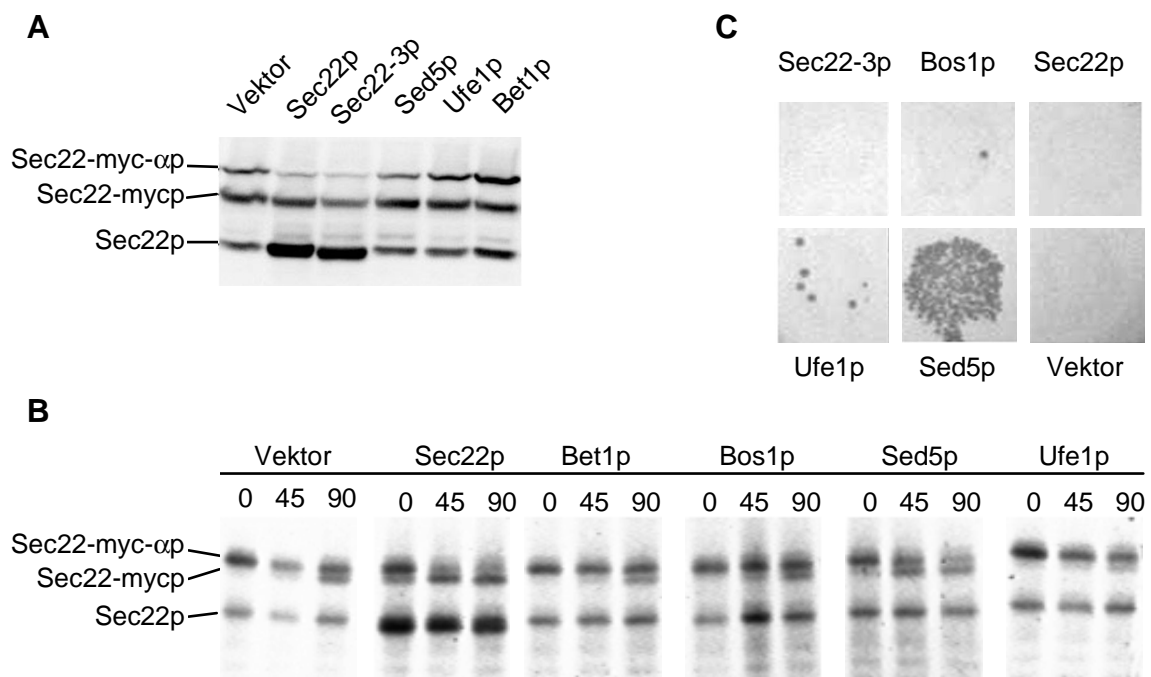 A
Vektor Sec22p Sec22-3p Sed5p Ufe1p Bet1p
Sec22-myc-αp
Sec22-mycp
Sec22p
C
Sec22-3p Bos1p Sec22p
Ufe1p Sed5p Vektor
B
Vektor Sec22p Bet1p Bos1p Sed5p Ufe1p
0 45 90 0 45 90 0 45 90 0 45 90 0 45 90 0 45 90
Sec22-myc-αp
Sec22-mycp
Sec22p